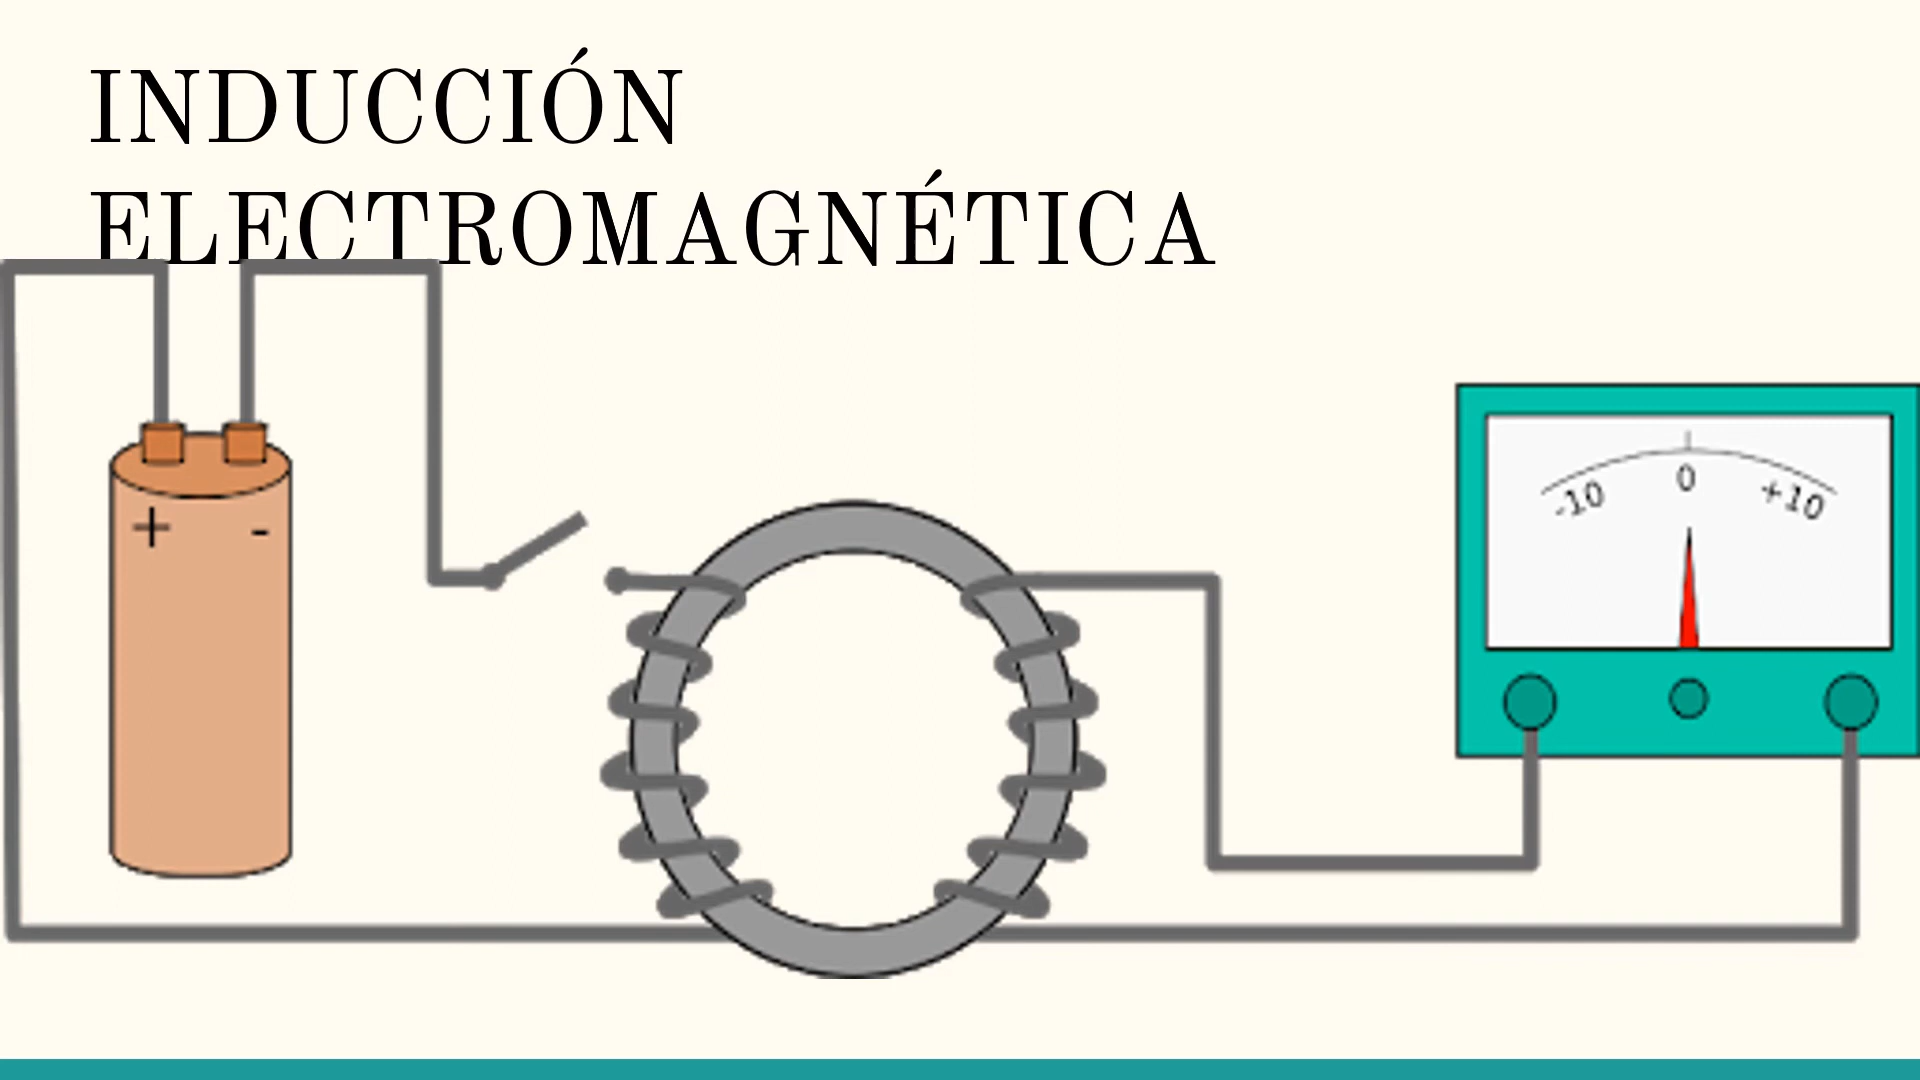 INDUCCIÓN
ELECTROMAGNÉTICA
+ -
-10 0 +10